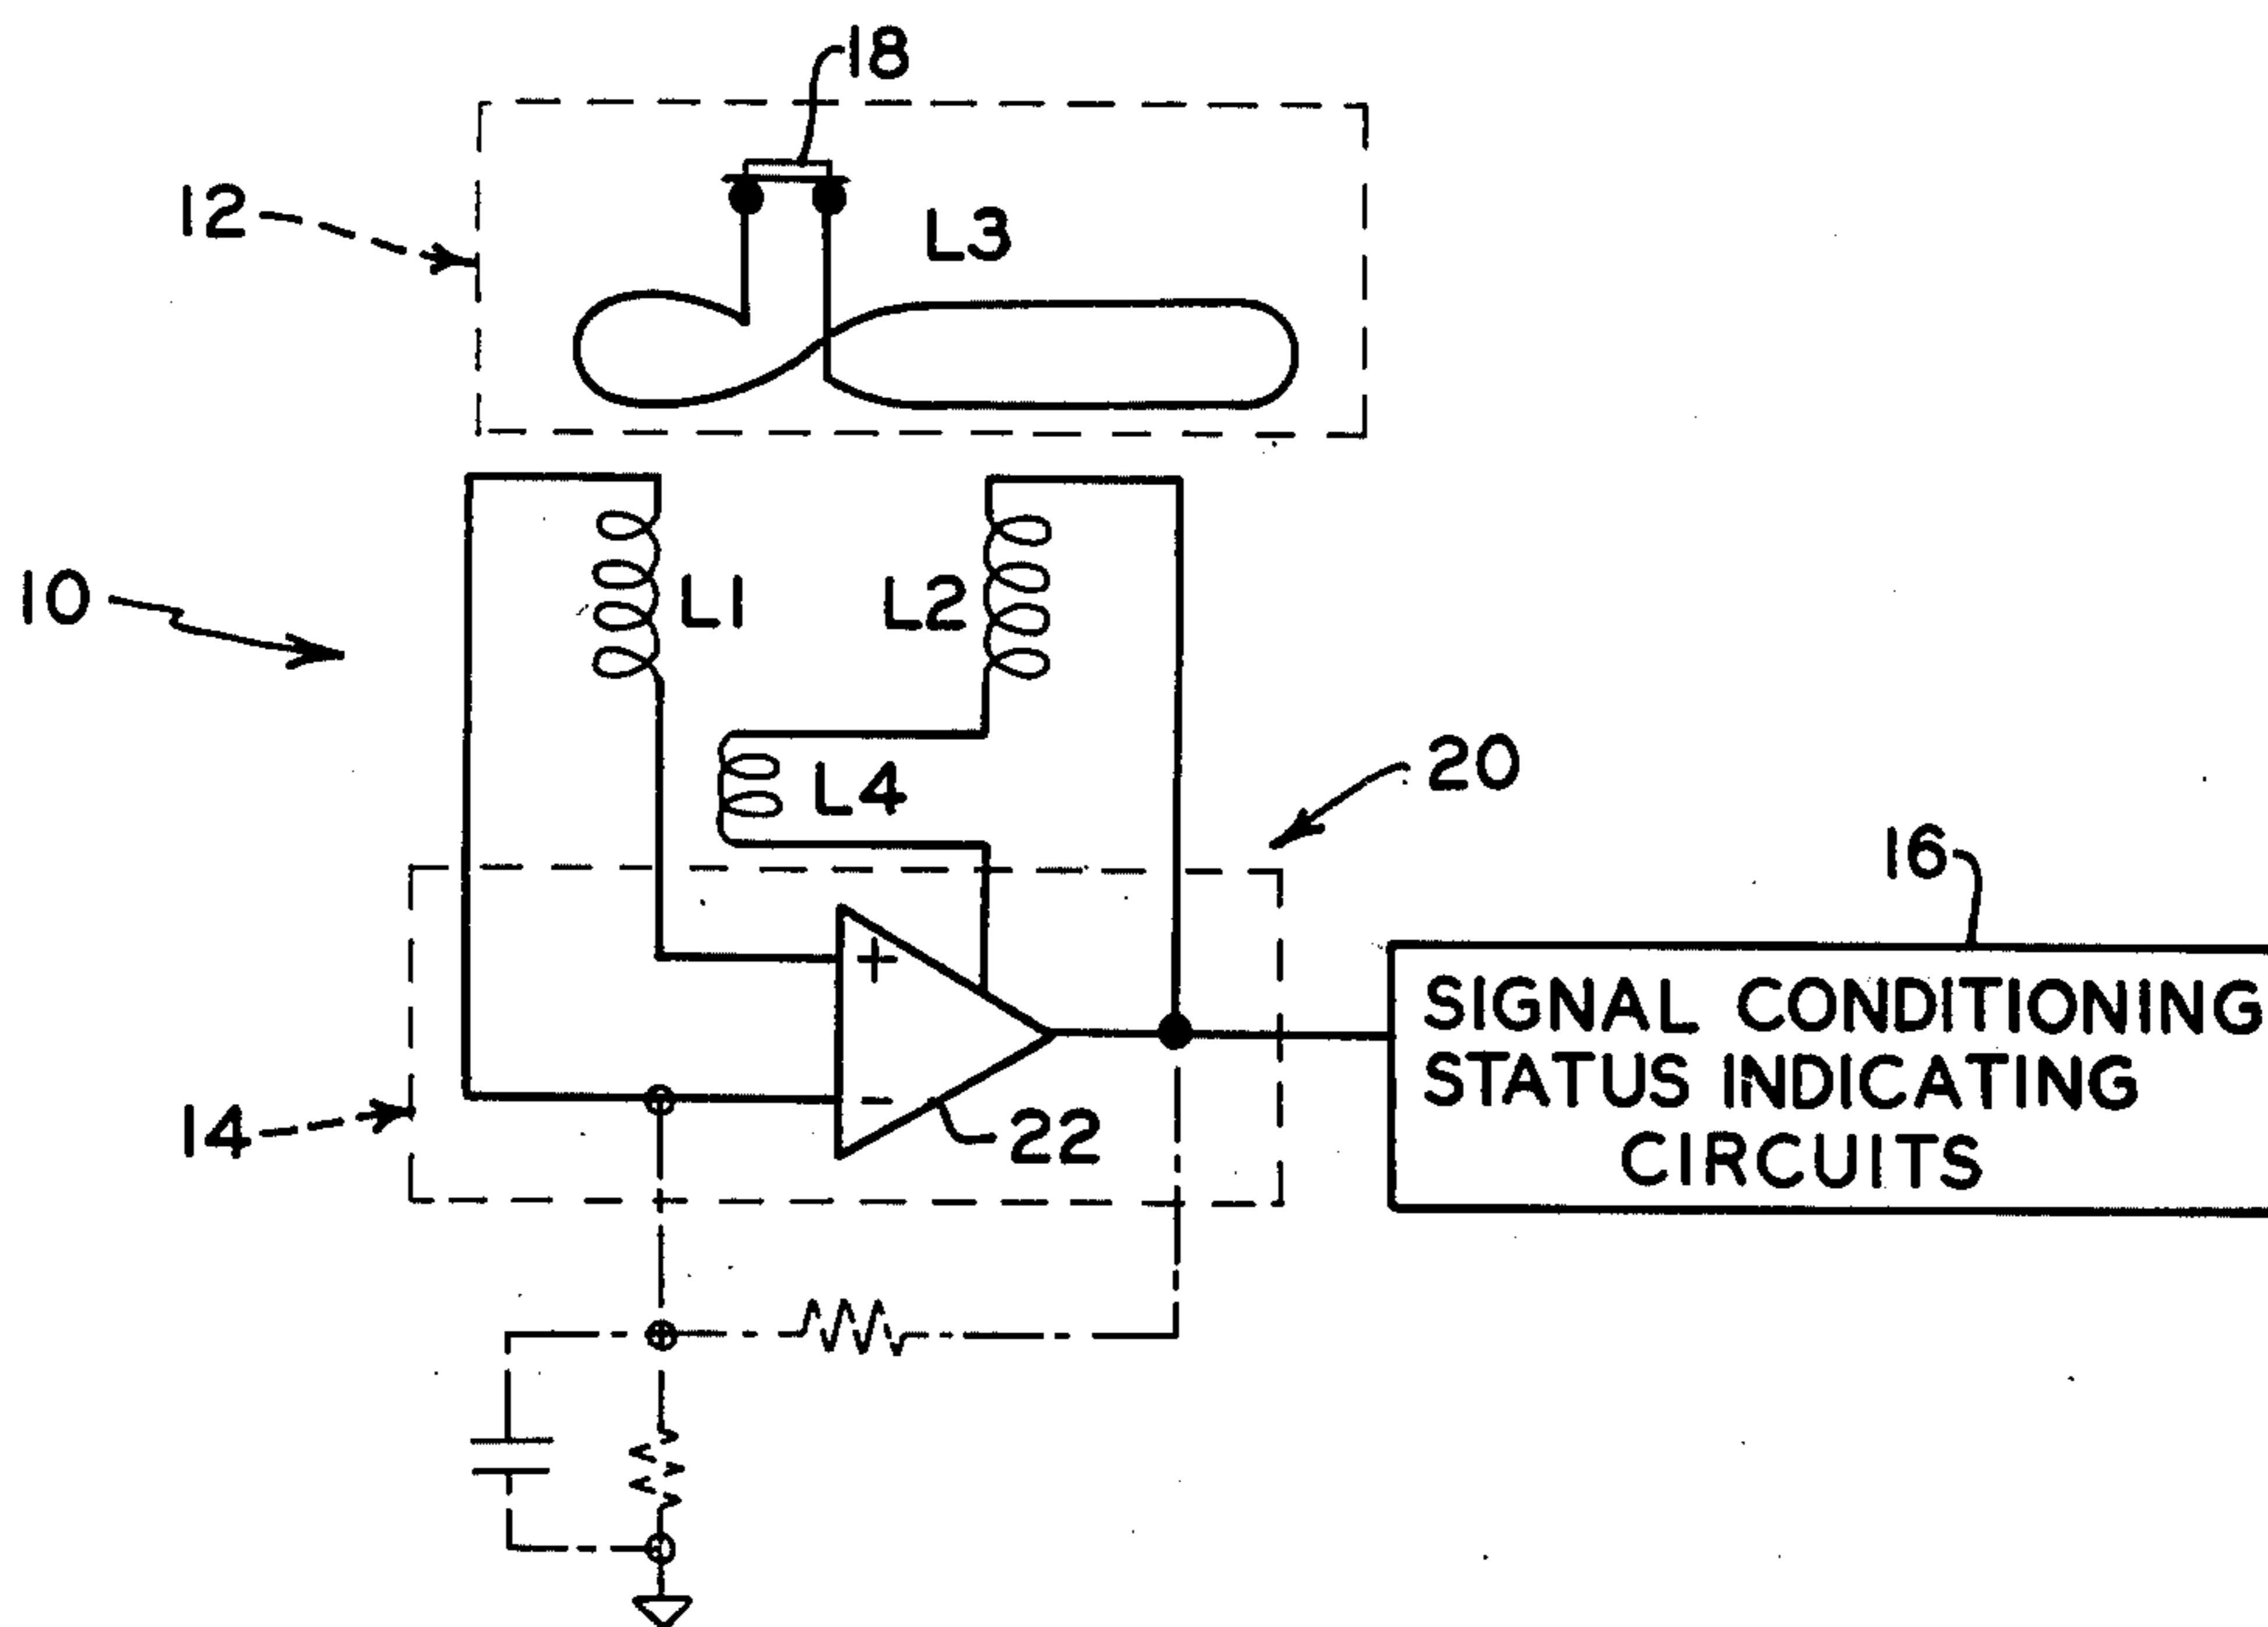 18
12
L3
10
L1
L2
L4
20
16
+
SIGNAL CONDITIONING
STATUS INDICATING
CIRCUITS
14
-
22